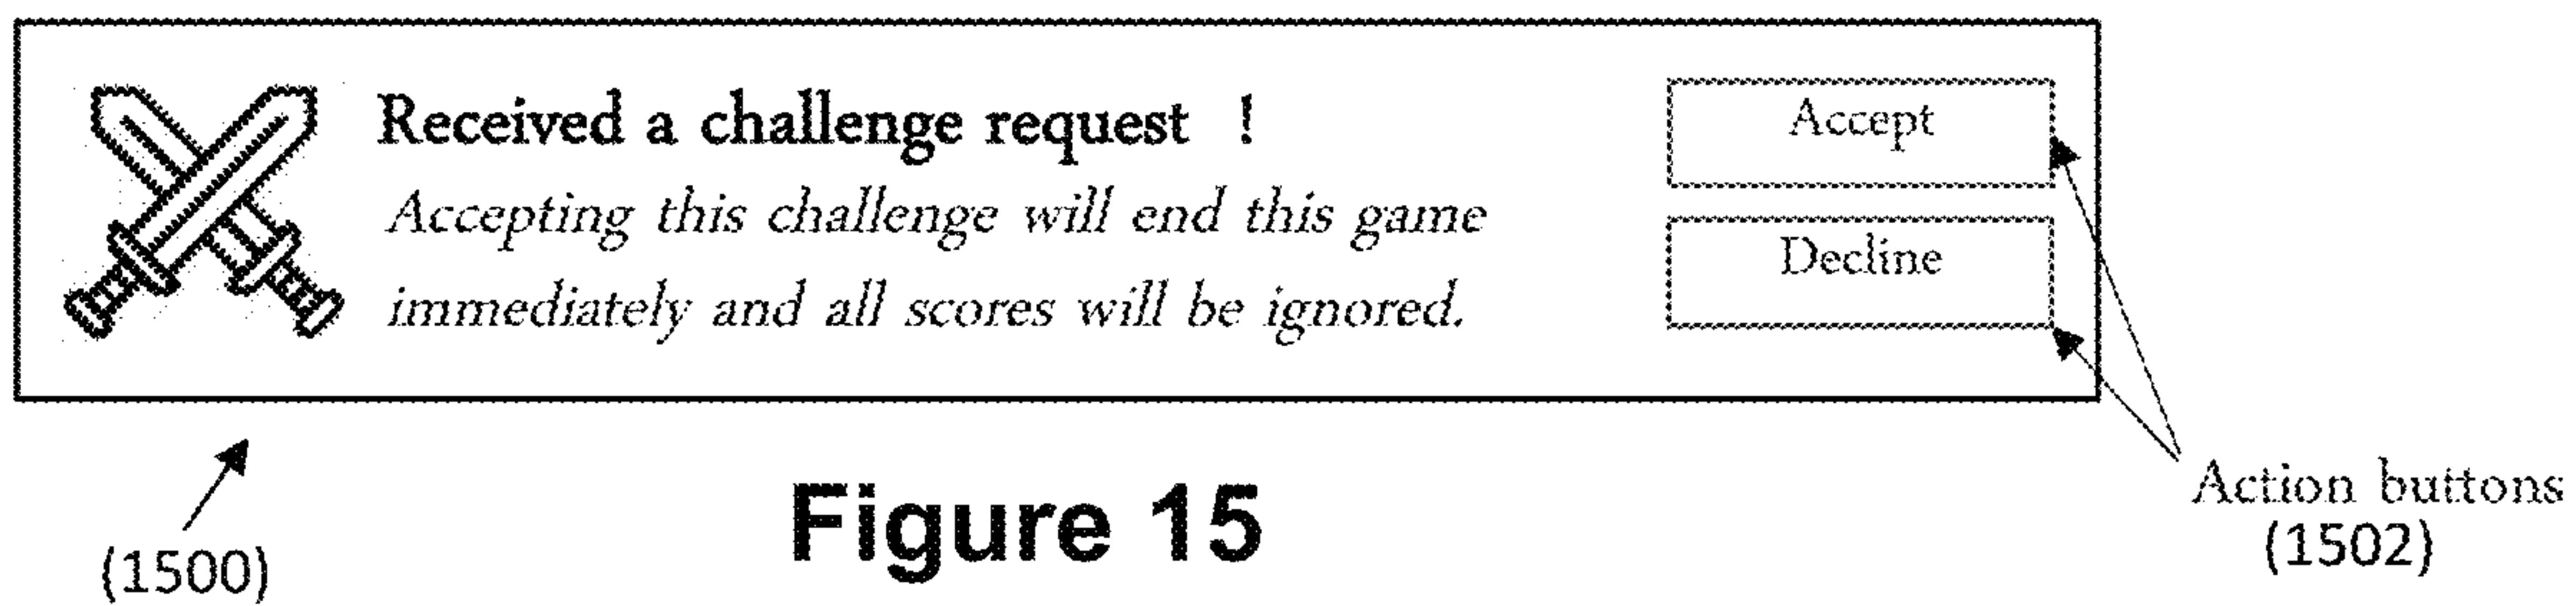 Received a challenge request !
Accepting this challenge will end this game
immediately and all scores will be ignored.
Accept
Decline
Action buttons
(1502)
(1500)
Figure 15